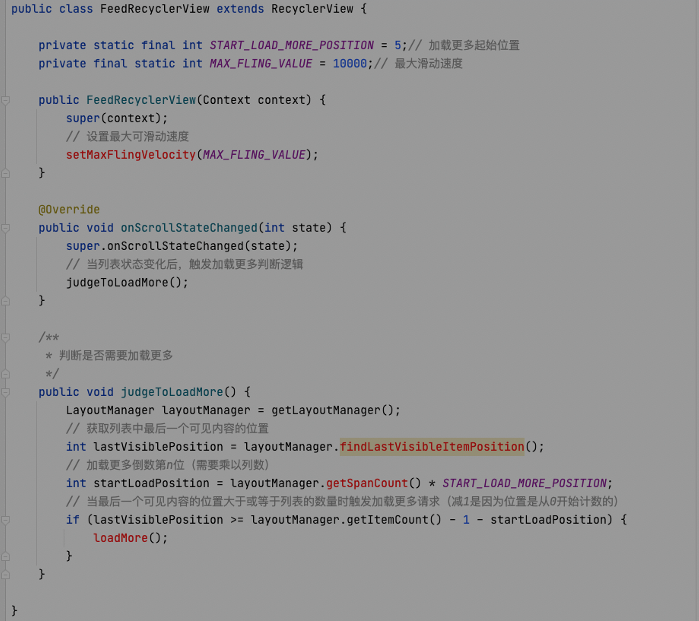 public class FeedRecyclerView extends RecyclerView {
private static final int START_LOAD_MORE_POSITION = 5;// 加载更多起始位置
private final static int MAX_FLING_VALUE = 10000;// 最大滑动速度
public FeedRecyclerView(Context context) {
super(context);
// 设置最大可滑动速度
setMaxFlingVelocity(MAX_FLING_VALUE);
}
@Override
public void onScrollStateChanged(int state) {
super.onScrollStateChanged(state);
// 当列表状态变化后，触发加载更多判断逻辑
judgeToLoadMore();
}
/**
* 判断是否需要加载更多
*/
public void judgeToLoadMore() {
LayoutManager layoutManager = getLayoutManager();
// 获取列表中最后一个可见内容的位置
int lastVisiblePosition = layoutManager.findLastVisibleItemPosition();
// 加载更多倒数第n位（需要乘以列数）
int startLoadPosition = layoutManager.getSpanCount() * START_LOAD_MORE_POSITION;
// 当最后一个可见内容的位置大于或等于列表的数量时触发加载更多请求（减1是因为位置是从0开始计数的）
if (lastVisiblePosition >= layoutManager.getItemCount() - 1 - startLoadPosition) {
loadMore();
}
}
}